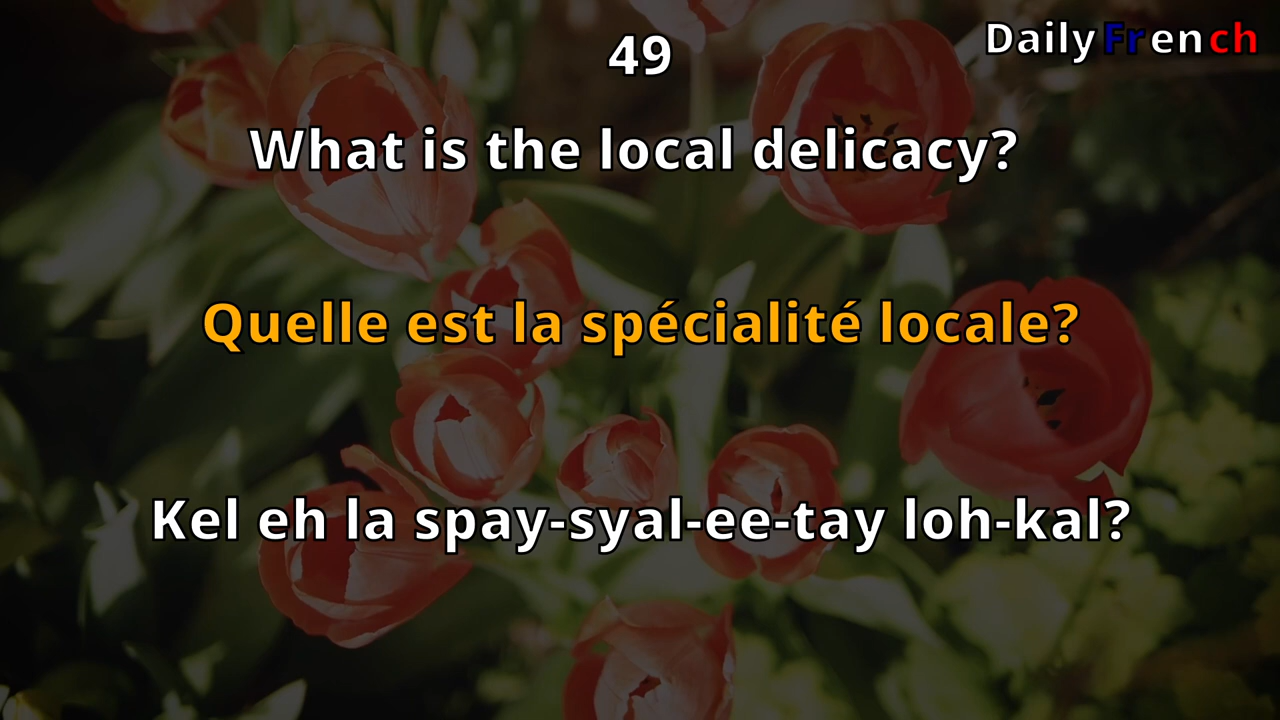 49
Daily French
What is the local delicacy?
Quelle est la spécialité locale?
Kel eh la spay-syal-ee-tay loh-kal?